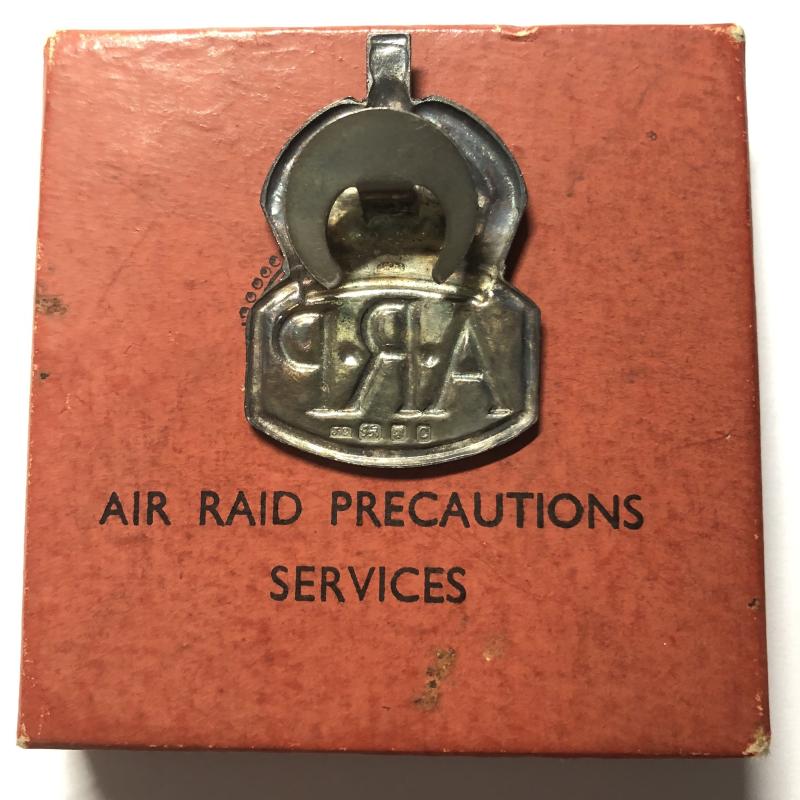 A.R.P
AIR RAID PRECAUTIONS
SERVICES